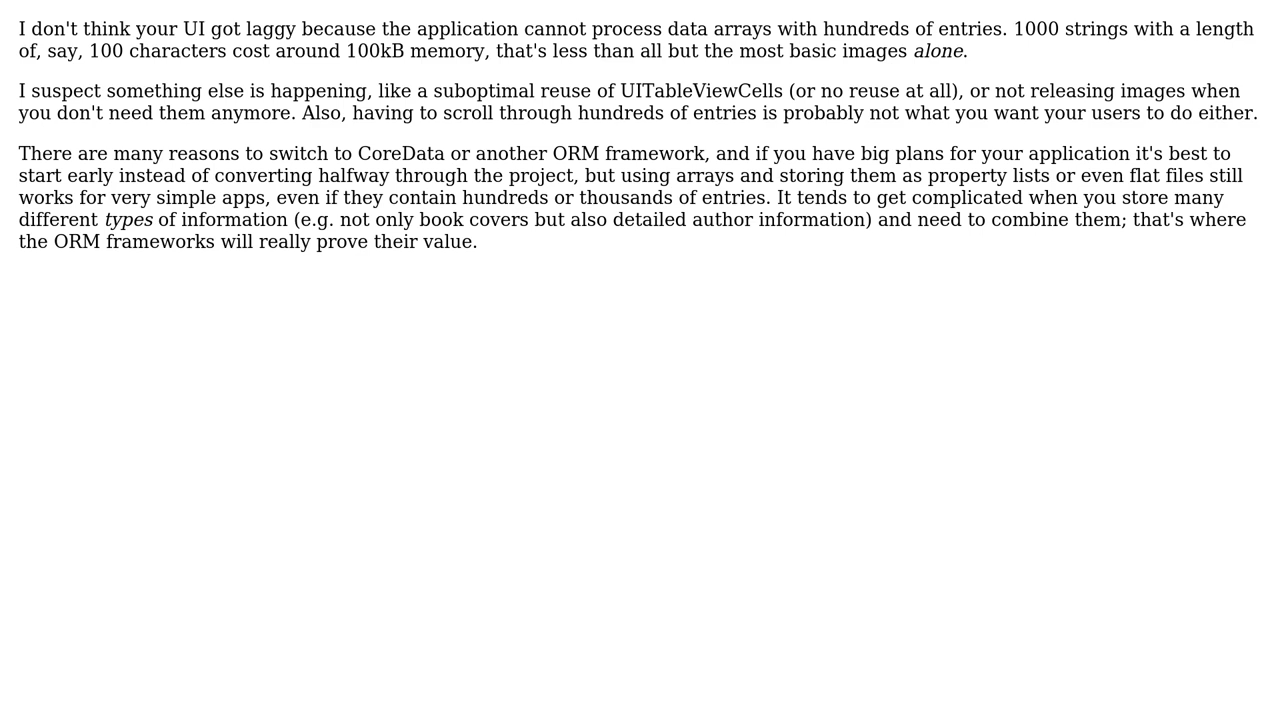 I don't think your UI got laggy because the application cannot process data arrays with hundreds of entries. 1000 strings with a length
of, say, 100 characters cost around 100kB memory, that's less than all but the most basic images alone.
I suspect something else is happening, like a suboptimal reuse of UITableViewCells (or no reuse at all), or not releasing images when
you don't need them anymore. Also, having to scroll through hundreds of entries is probably not what you want your users to do either.
There are many reasons to switch to CoreData or another ORM framework, and if you have big plans for your application it's best to
start early instead of converting halfway through the project, but using arrays and storing them as property lists or even flat files still
works for very simple apps, even if they contain hundreds or thousands of entries. It tends to get complicated when you store many
different types of information (e.g. not only book covers but also detailed author information) and need to combine them; that's where
the ORM frameworks will really prove their value.